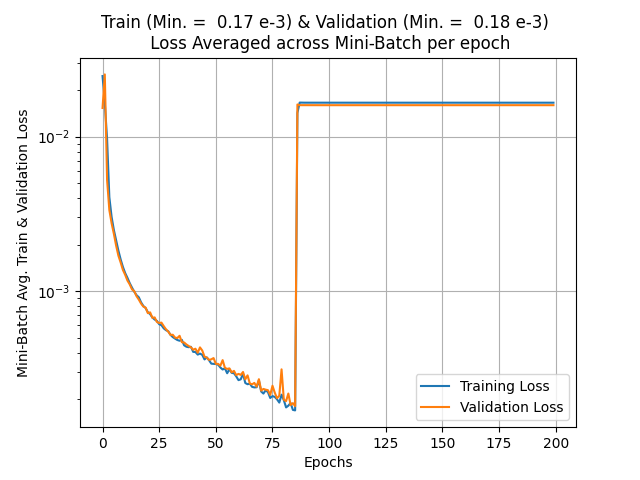 Train (Min. =  0.17 e-3) & Validation (Min. =  0.18 e-3)
Loss Averaged across Mini-Batch per epoch
Mini-Batch Avg. Train & Validation Loss
10⁻²
10⁻³
Training Loss
Validation Loss
0 25 50 75 100 125 150 175 200
Epochs